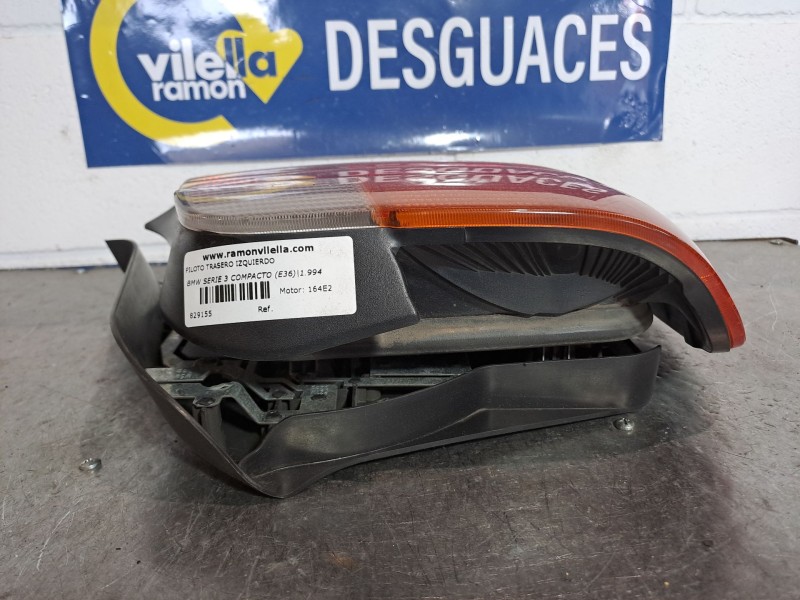 vilella
ramon
DESGUACES
www.ramonvilella.com
PILOTO TRASERO IZQUIERDO
BMW SERIE 3 COMPACTO (E36)|1.994
Motor: 164E2
829155
Ref.